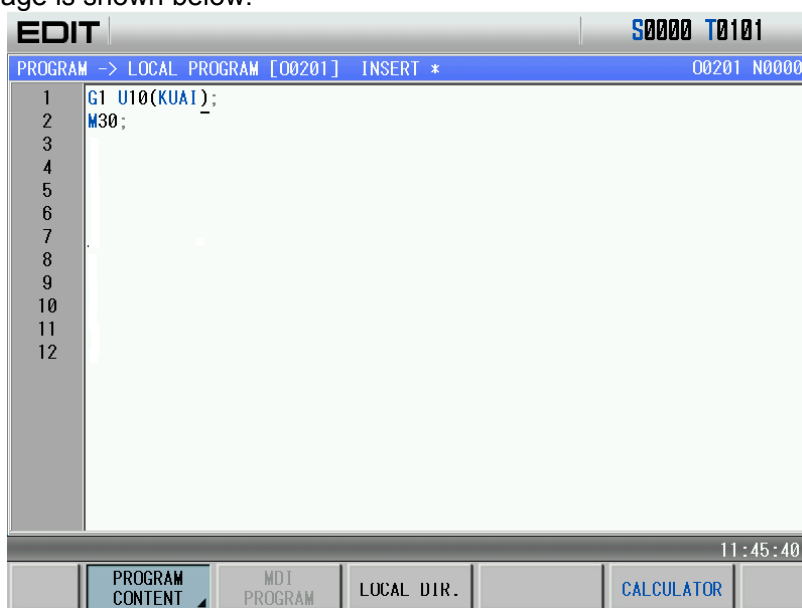 age is shown below:
EDIT S0000 T0101
PROGRAM -> LOCAL PROGRAM [O0201] INSERT * O0201 N0000
1 G1 U10(KUAI);
2 M30;
3
4
5
6
7
8
9
10
11
12
11:45:40
PROGRAM CONTENT MDI PROGRAM LOCAL DIR. CALCULATOR